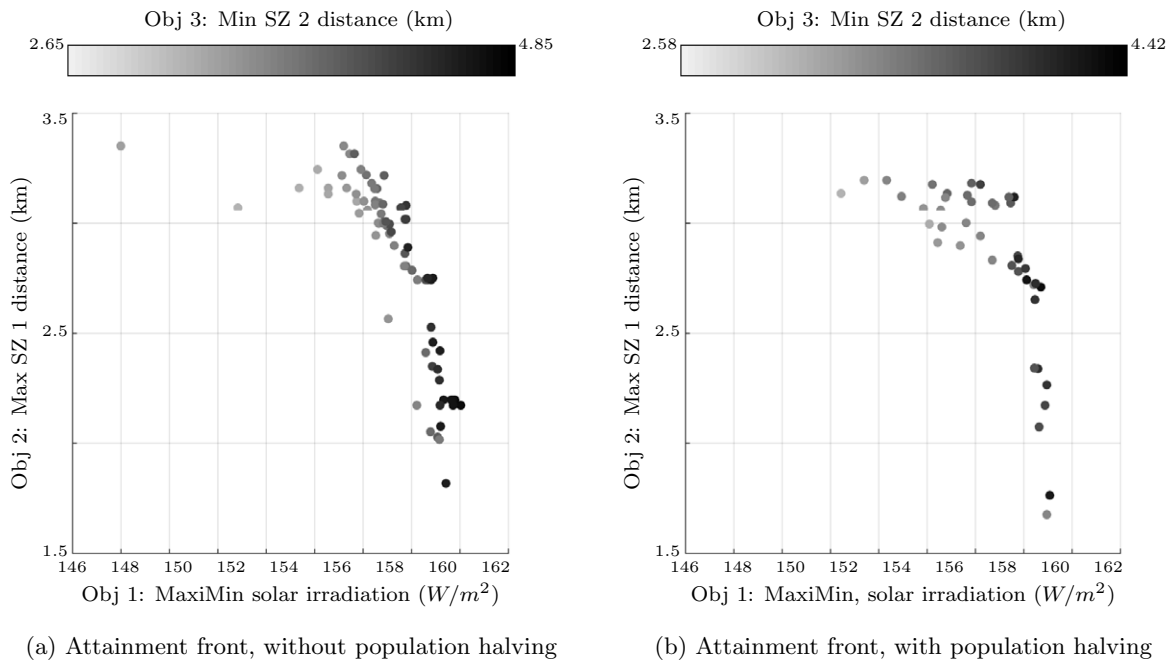 Obj 3: Min SZ 2 distance (km)
2.65 4.85
3.5
2.5
1.5
Obj 2: Max SZ 1 distance (km)
146 148 150 152 154 156 158 160 162
Obj 1: MaxiMin solar irradiation (W/m²)
(a) Attainment front, without population halving
Obj 3: Min SZ 2 distance (km)
2.58 4.42
3.5
2.5
1.5
Obj 2: Max SZ 1 distance (km)
146 148 150 152 154 156 158 160 162
Obj 1: MaxiMin, solar irradiation (W/m²)
(b) Attainment front, with population halving